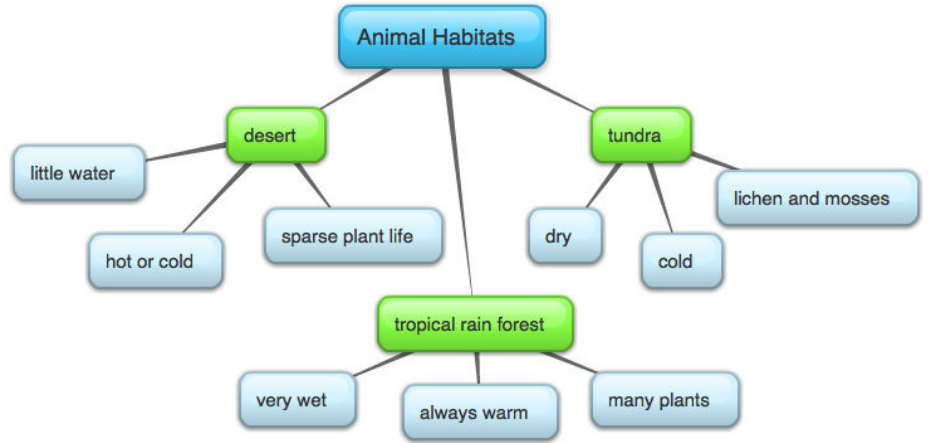 Animal Habitats
desert
little water
hot or cold
sparse plant life
tundra
dry
cold
lichen and mosses
tropical rain forest
very wet
always warm
many plants